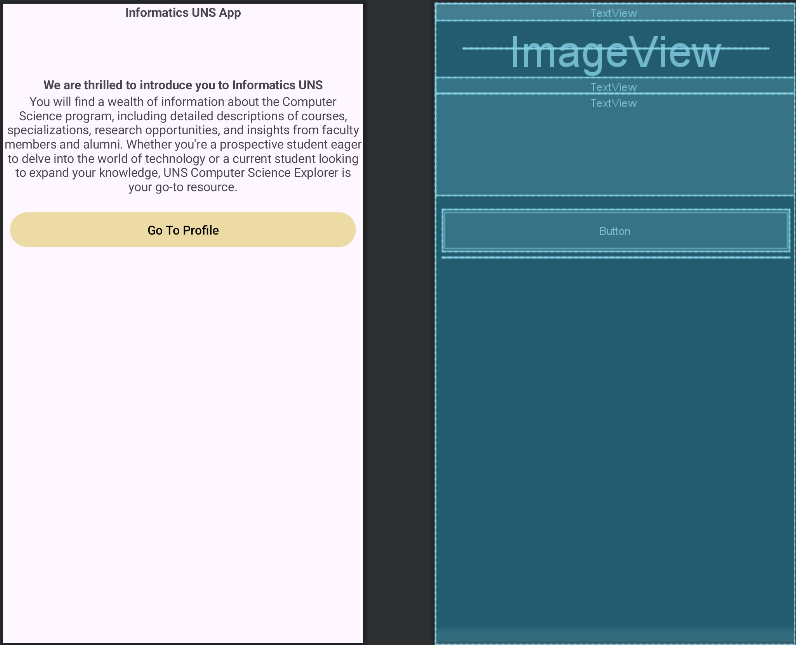 Informatics UNS App
We are thrilled to introduce you to Informatics UNS
You will find a wealth of information about the Computer
Science program, including detailed descriptions of courses,
specializations, research opportunities, and insights from faculty
members and alumni. Whether you're a prospective student eager
to delve into the world of technology or a current student looking
to expand your knowledge, UNS Computer Science Explorer is
your go-to resource.
Go To Profile
TextView
ImageView
TextView
TextView
Button